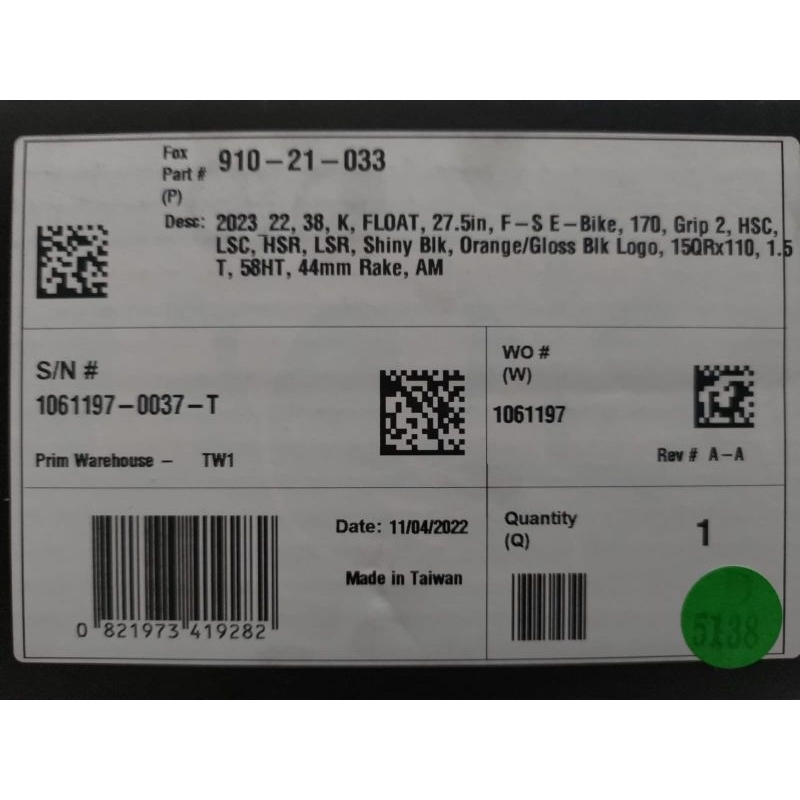 Fox
Part # 910-21-033
(P)
Desc: 2023_22, 38, K, FLOAT, 27.5in, F-S E-Bike, 170, Grip 2, HSC,
LSC, HSR, LSR, Shiny Blk, Orange/Gloss Blk Logo, 15QRx110, 1.5
T, 58HT, 44mm Rake, AM
S/N #
1061197-0037-T
Prim Warehouse - TW1
WO #
(W)
1061197
Rev # A-A
Date: 11/04/2022
Made in Taiwan
0 821973 419282
Quantity
(Q)
1
5138